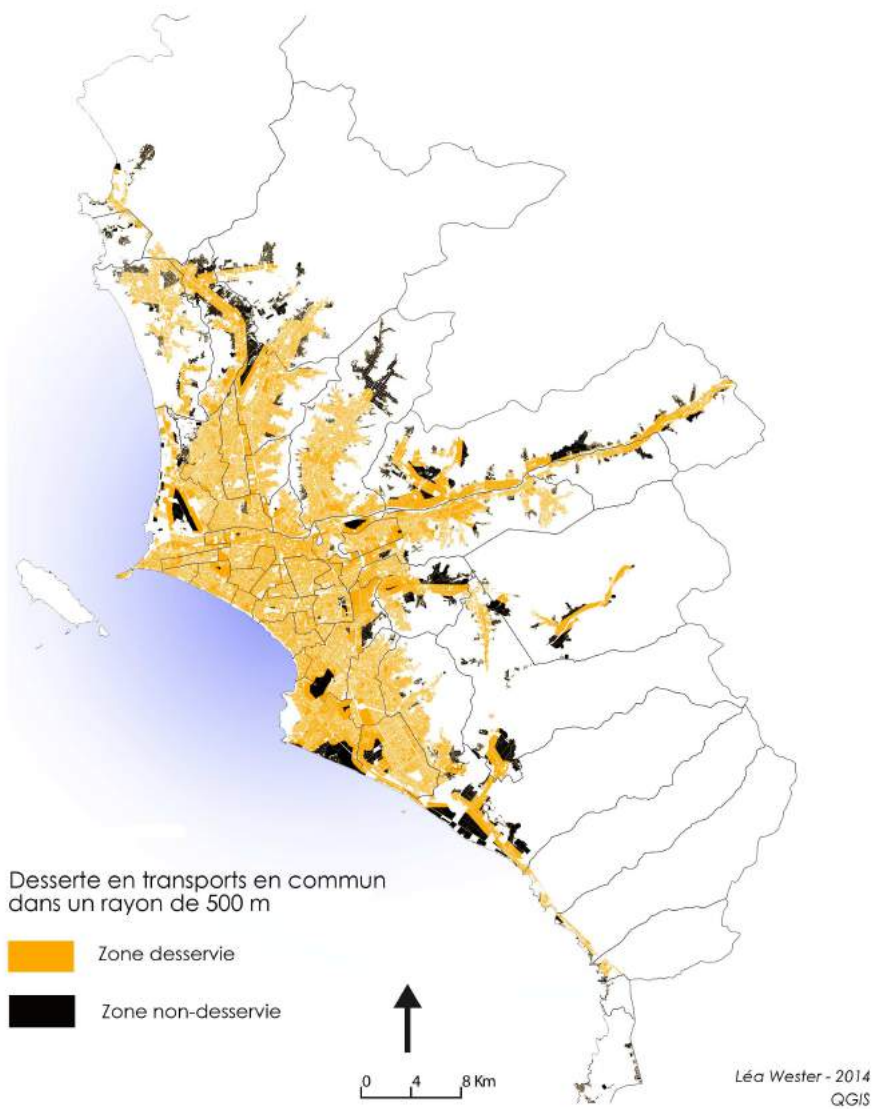 Desserte en transports en commun
dans un rayon de 500 m
Zone desservie
Zone non-desservie
0 4 8 Km
Léa Wester - 2014
QGIS